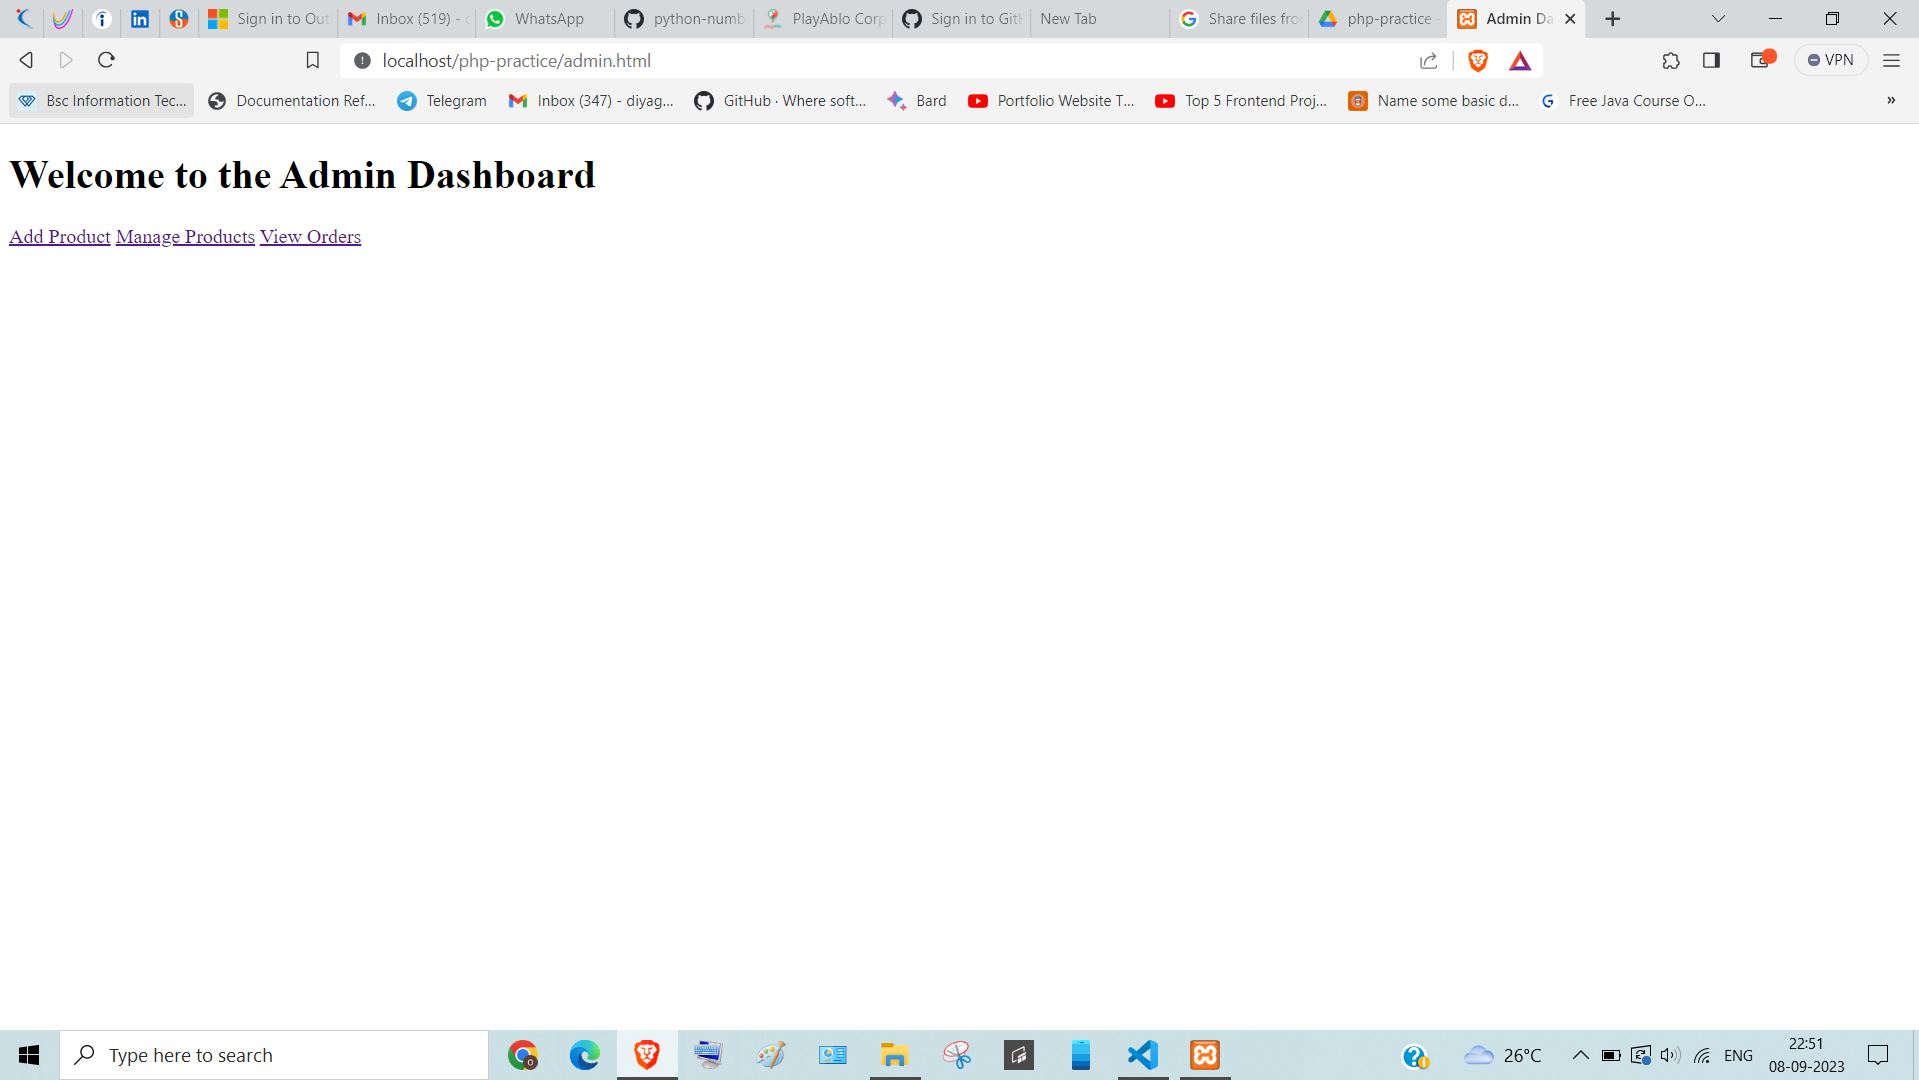 Sign in to Out
Inbox (519) - c
WhatsApp
python-numb
PlayAblo Corp
Sign in to GitH
New Tab
Share files fro
php-practice -
Admin Da
localhost/php-practice/admin.html
VPN
Bsc Information Tec...
Documentation Ref...
Telegram
Inbox (347) - diyag...
GitHub · Where soft...
Bard
Portfolio Website T...
Top 5 Frontend Proj...
Name some basic d...
Free Java Course O...
»
Welcome to the Admin Dashboard
Add Product Manage Products View Orders
Type here to search
26°C
ENG
22:51
08-09-2023